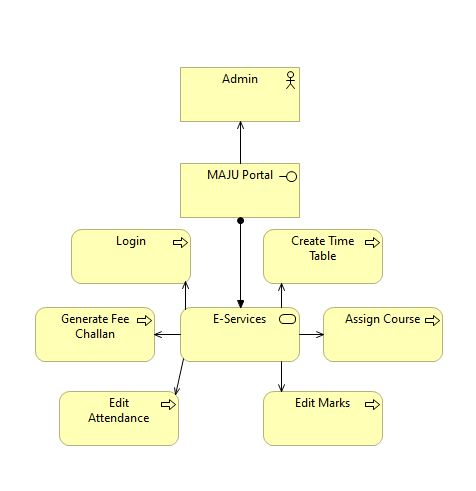 Admin
MAJU Portal
Login
Create Time
Table
Generate Fee
Challan
E-Services
Assign Course
Edit
Attendance
Edit Marks